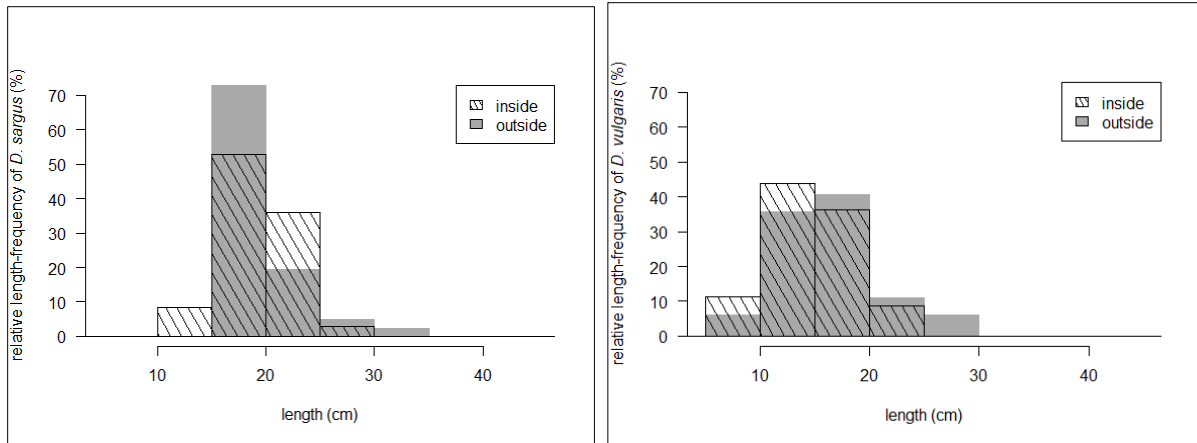 relative length-frequency of D. sargus (%)
70
60
50
40
30
20
10
0
inside
outside
10 20 30 40
length (cm)
relative length-frequency of D. vulgaris (%)
70
60
50
40
30
20
10
0
inside
outside
10 20 30 40
length (cm)